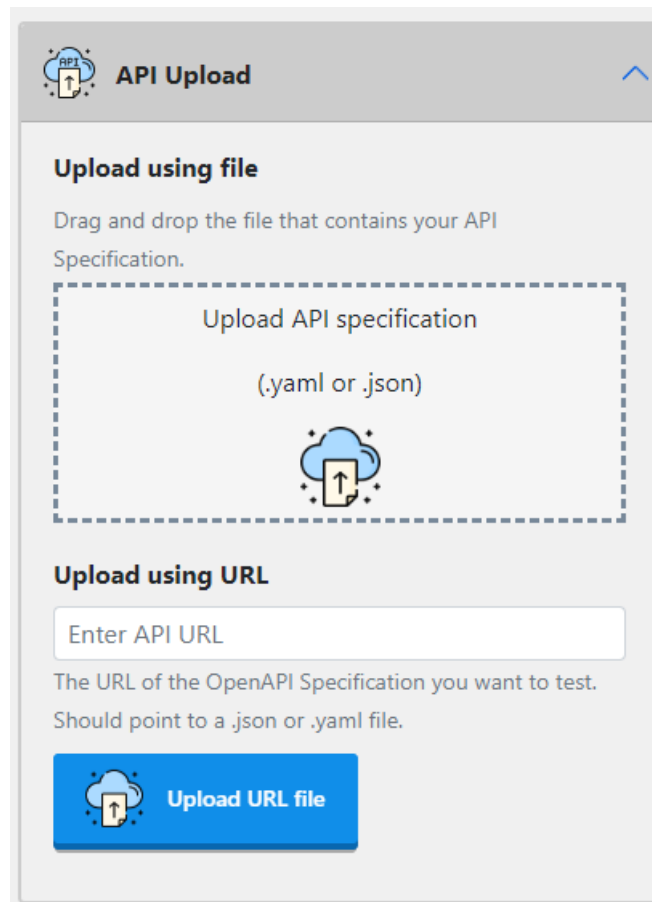 API
API Upload
Upload using file
Drag and drop the file that contains your API
Specification.
Upload API specification
(.yaml or .json)
Upload using URL
Enter API URL
The URL of the OpenAPI Specification you want to test.
Should point to a .json or .yaml file.
Upload URL file